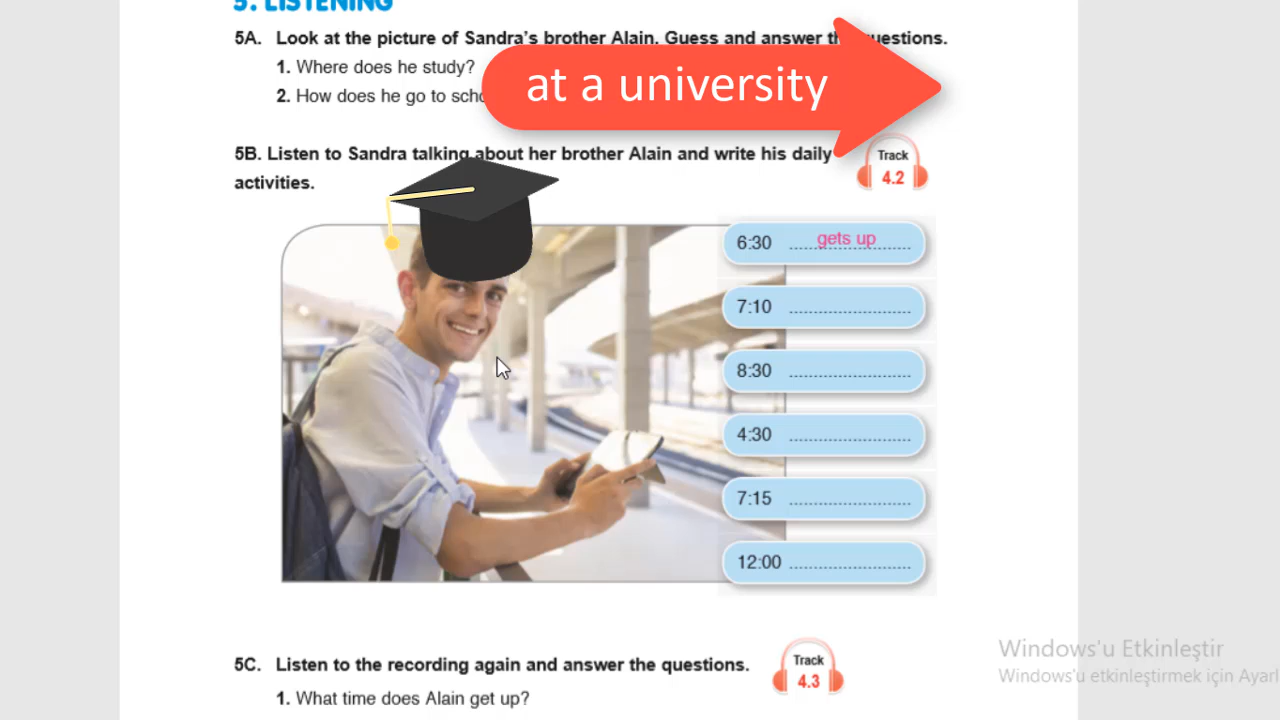 5. LISTENING
5A. Look at the picture of Sandra's brother Alain. Guess and answer the questions.
1. Where does he study?
at a university
2. How does he go to
5B. Listen to Sandra talking about her brother Alain and write his daily
activities.
Track
4.2
6:30 gets up
7:10
8:30
4:30
7:15
12:00
5C. Listen to the recording again and answer the questions.
Track
4.3
1. What time does Alain get up?
Windows'u Etkinleştir
Windows'u etkinleştirmek için